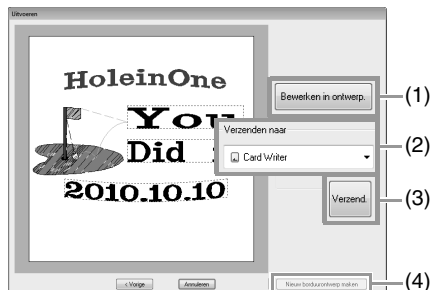 Uitvoeren
HoleinOne
You
Did
2010.10.10
Bewerken in ontwerp.
(1)
Verzenden naar
Card Writer
(2)
Verzend.
(3)
< Vorige
Annuleren
Nieuw borduurontwerp maken
(4)